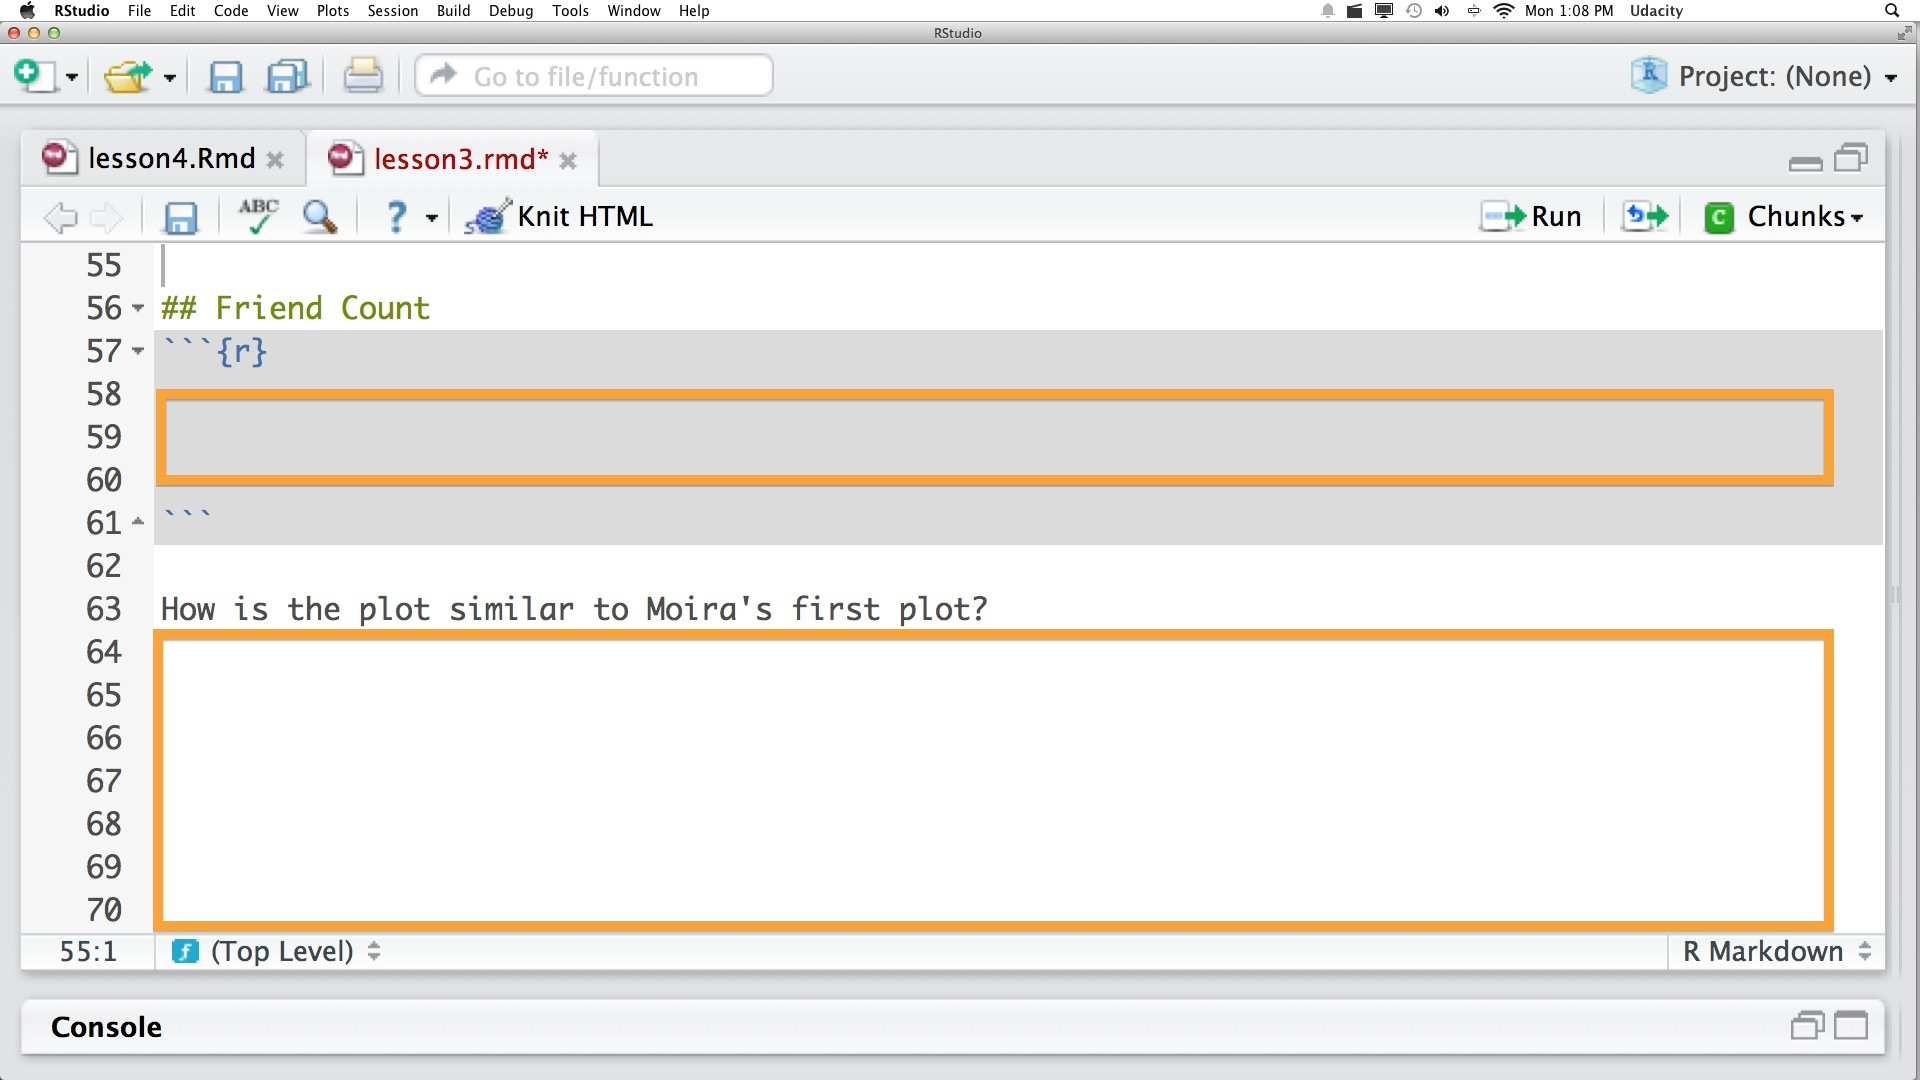 RStudio File Edit Code View Plots Session Build Debug Tools Window Help Mon 1:08 PM Udacity
RStudio
Go to file/function Project: (None)
lesson4.Rmd lesson3.rmd*
ABC ? Knit HTML Run C Chunks
55
56 ## Friend Count
57 ```{r}
58
59
60
61 ```
62
63 How is the plot similar to Moira's first plot?
64
65
66
67
68
69
70
55:1 (Top Level) R Markdown
Console